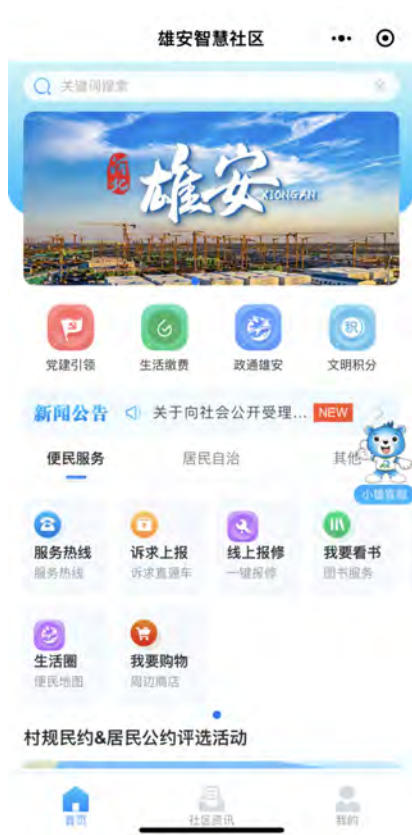 雄安智慧社区
关键词搜索
河北
雄安
XIONGAN
党建引领
生活缴费
政通雄安
积
文明积分
新闻公告
关于向社会公开受理...
NEW
便民服务
居民自治
其他
小雄客服
服务热线
诉求上报
线上报修
我要看书
服务热线
诉求直通车
一键报修
图书服务
生活圈
我要购物
便民地图
周边商店
村规民约&居民公约评选活动
首页
社区资讯
我的